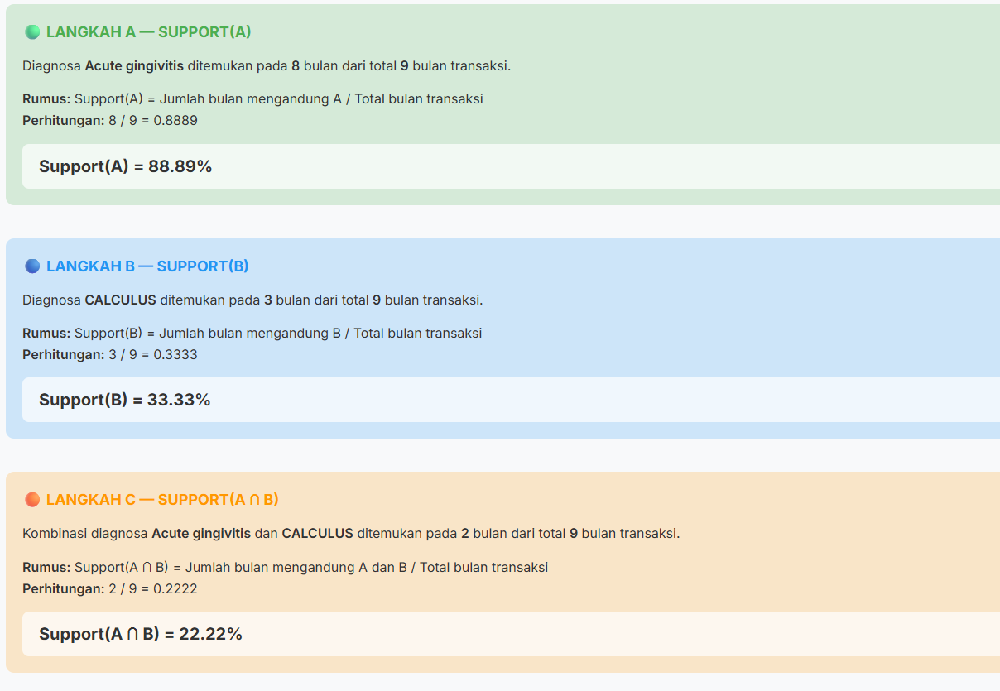 LANGKAH A — SUPPORT(A)
Diagnosa Acute gingivitis ditemukan pada 8 bulan dari total 9 bulan transaksi.
Rumus: Support(A) = Jumlah bulan mengandung A / Total bulan transaksi
Perhitungan: 8 / 9 = 0.8889
Support(A) = 88.89%
LANGKAH B — SUPPORT(B)
Diagnosa CALCULUS ditemukan pada 3 bulan dari total 9 bulan transaksi.
Rumus: Support(B) = Jumlah bulan mengandung B / Total bulan transaksi
Perhitungan: 3 / 9 = 0.3333
Support(B) = 33.33%
LANGKAH C — SUPPORT(A ∩ B)
Kombinasi diagnosa Acute gingivitis dan CALCULUS ditemukan pada 2 bulan dari total 9 bulan transaksi.
Rumus: Support(A ∩ B) = Jumlah bulan mengandung A dan B / Total bulan transaksi
Perhitungan: 2 / 9 = 0.2222
Support(A ∩ B) = 22.22%